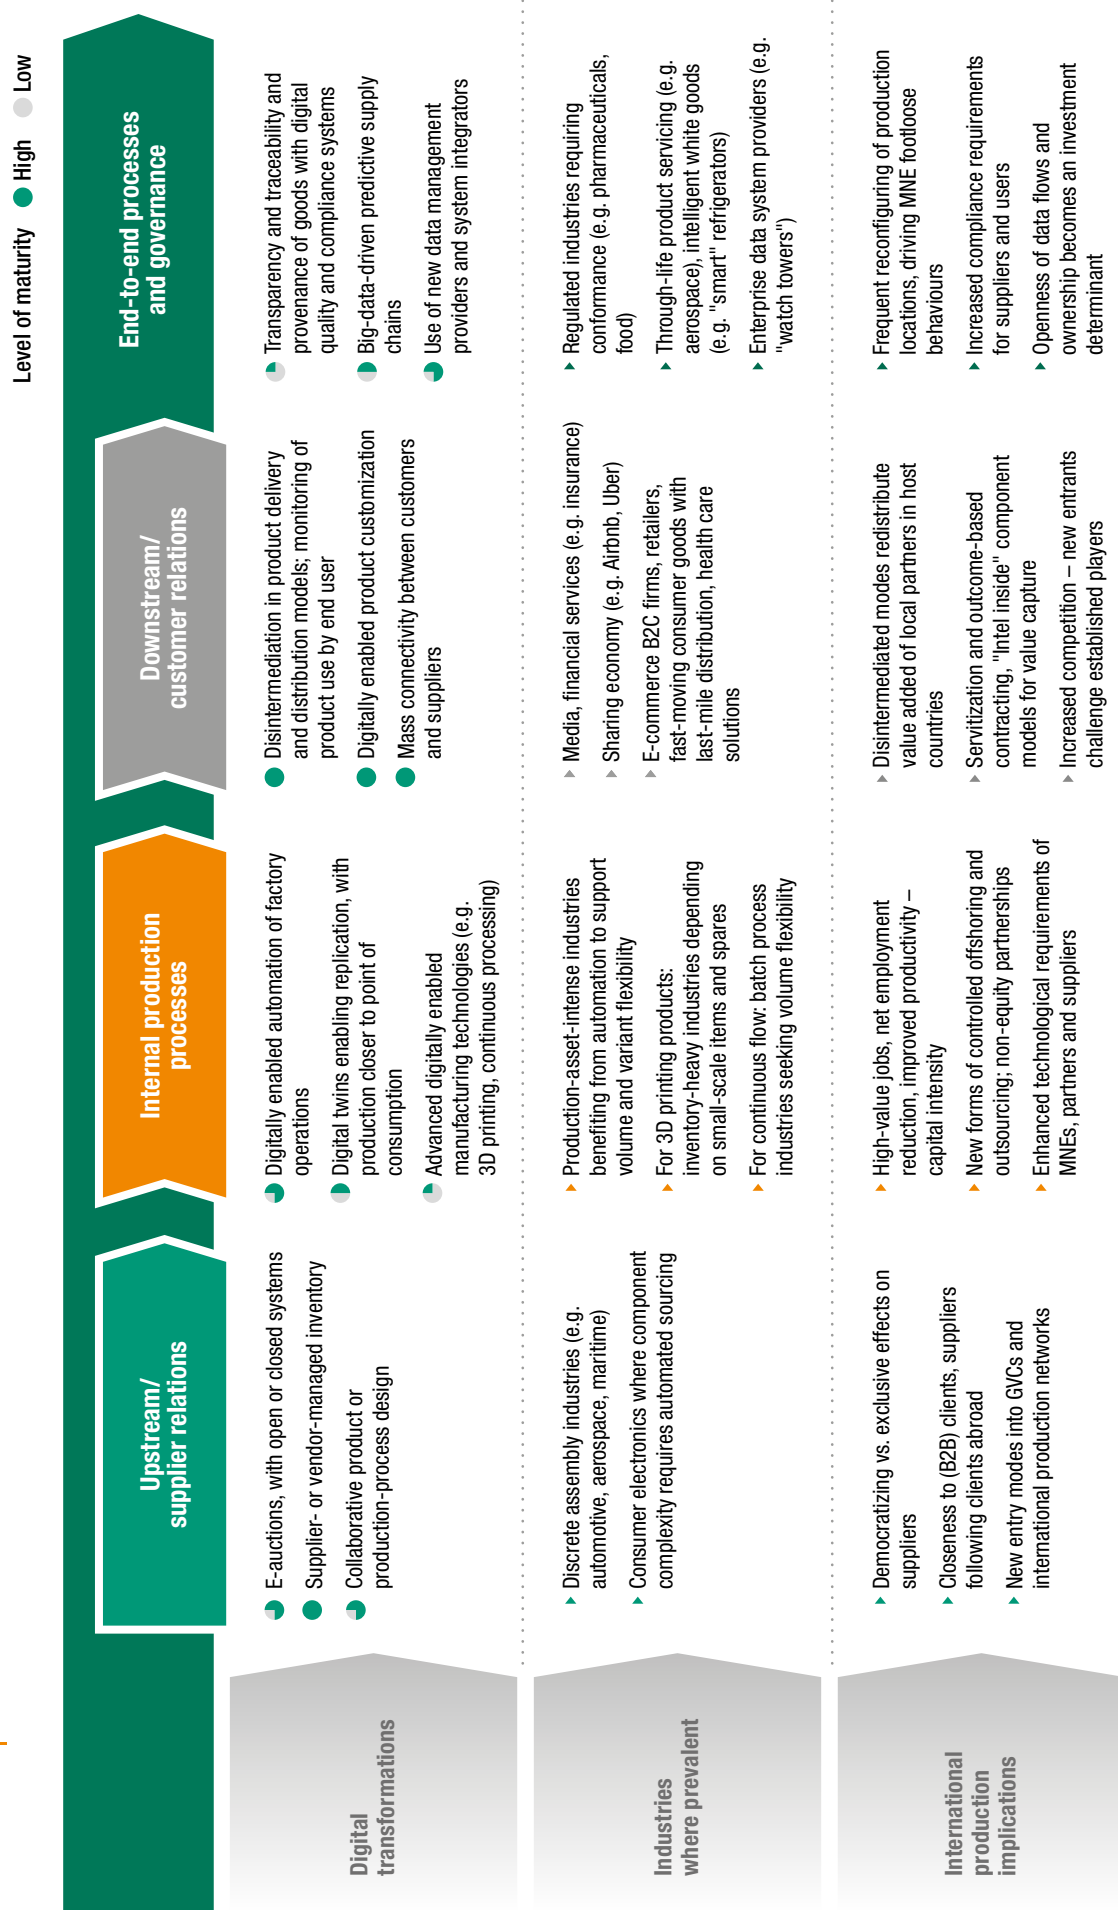 Level of maturity
High
Low
Upstream/
supplier relations
Internal production
processes
Downstream/
customer relations
End-to-end processes
and governance
Digital
transformations
E-auctions, with open or closed systems
Supplier- or vendor-managed inventory
Collaborative product or
production-process design
Digitally enabled automation of factory
operations
Digital twins enabling replication, with
production closer to point of
consumption
Advanced digitally enabled
manufacturing technologies (e.g.
3D printing, continuous processing)
Disintermediation in product delivery
and distribution models; monitoring of
product use by end user
Digitally enabled product customization
Mass connectivity between customers
and suppliers
Transparency and traceability and
provenance of goods with digital
quality and compliance systems
Big-data-driven predictive supply
chains
Use of new data management
providers and system integrators
Industries
where prevalent
Discrete assembly industries (e.g.
automotive, aerospace, maritime)
Consumer electronics where component
complexity requires automated sourcing
Production-asset-intense industries
benefiting from automation to support
volume and variant flexibility
For 3D printing products:
inventory-heavy industries depending
on small-scale items and spares
For continuous flow: batch process
industries seeking volume flexibility
Media, financial services (e.g. insurance)
Sharing economy (e.g. Airbnb, Uber)
E-commerce B2C firms, retailers,
fast-moving consumer goods with
last-mile distribution, health care
solutions
Regulated industries requiring
conformance (e.g. pharmaceuticals,
food)
Through-life product servicing (e.g.
aerospace), intelligent white goods
(e.g. "smart" refrigerators)
Enterprise data system providers (e.g.
"watch towers")
International
production
implications
Democratizing vs. exclusive effects on
suppliers
Closeness to (B2B) clients, suppliers
following clients abroad
New entry modes into GVCs and
international production networks
High-value jobs, net employment
reduction, improved productivity –
capital intensity
New forms of controlled offshoring and
outsourcing; non-equity partnerships
Enhanced technological requirements of
MNEs, partners and suppliers
Disintermediated modes redistribute
value added of local partners in host
countries
Servitization and outcome-based
contracting, "Intel inside" component
models for value capture
Increased competition – new entrants
challenge established players
Frequent reconfiguring of production
locations, driving MNE footloose
behaviours
Increased compliance requirements
for suppliers and users
Openness of data flows and
ownership becomes an investment
determinant